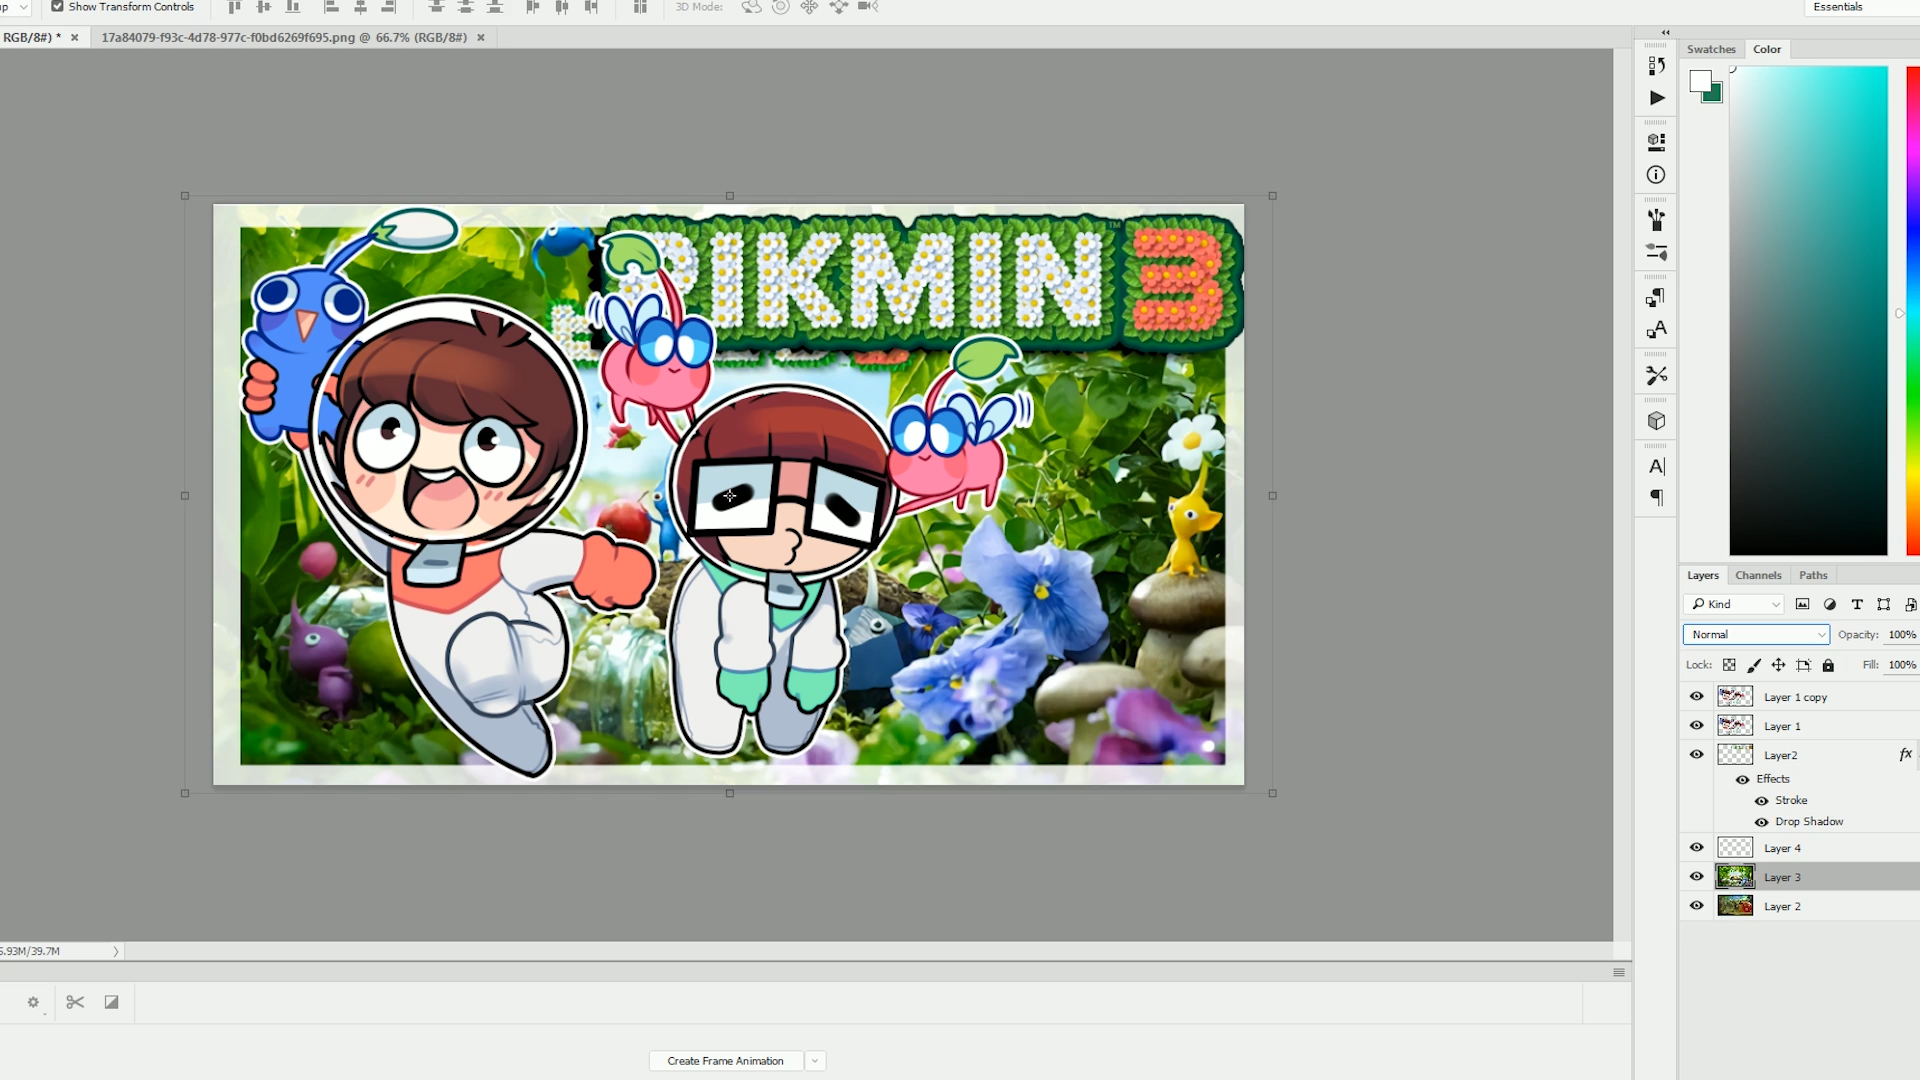 Show Transform Controls
3D Mode:
Essentials
RGB/8#) *
17a84079-f93c-4d78-977c-f0bd6269f695.png @ 66.7% (RGB/8#)
Swatches
Color
PIKMIN 3
TM
Layers
Channels
Paths
Kind
Normal
Opacity: 100%
Lock:
Fill: 100%
Layer 1 copy
Layer 1
Layer2
fx
Effects
Stroke
Drop Shadow
Layer 4
Layer 3
Layer 2
5.93M/39.7M
Create Frame Animation